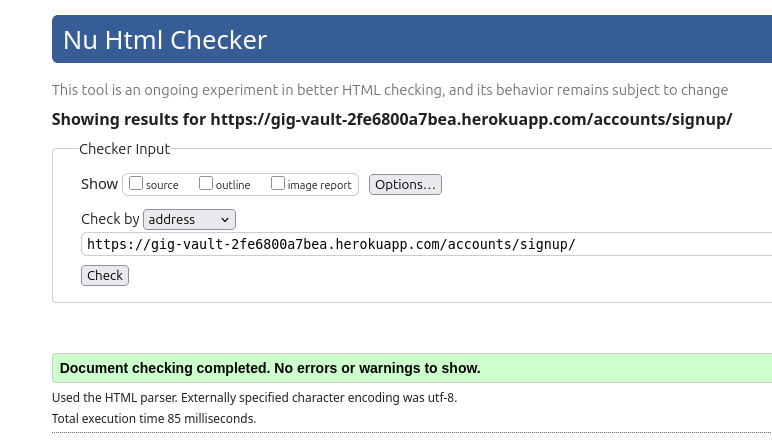 Nu Html Checker
This tool is an ongoing experiment in better HTML checking, and its behavior remains subject to change
Showing results for https://gig-vault-2fe6800a7bea.herokuapp.com/accounts/signup/
Checker Input
Show source outline image report Options...
Check by address
https://gig-vault-2fe6800a7bea.herokuapp.com/accounts/signup/
Check
Document checking completed. No errors or warnings to show.
Used the HTML parser. Externally specified character encoding was utf-8.
Total execution time 85 milliseconds.